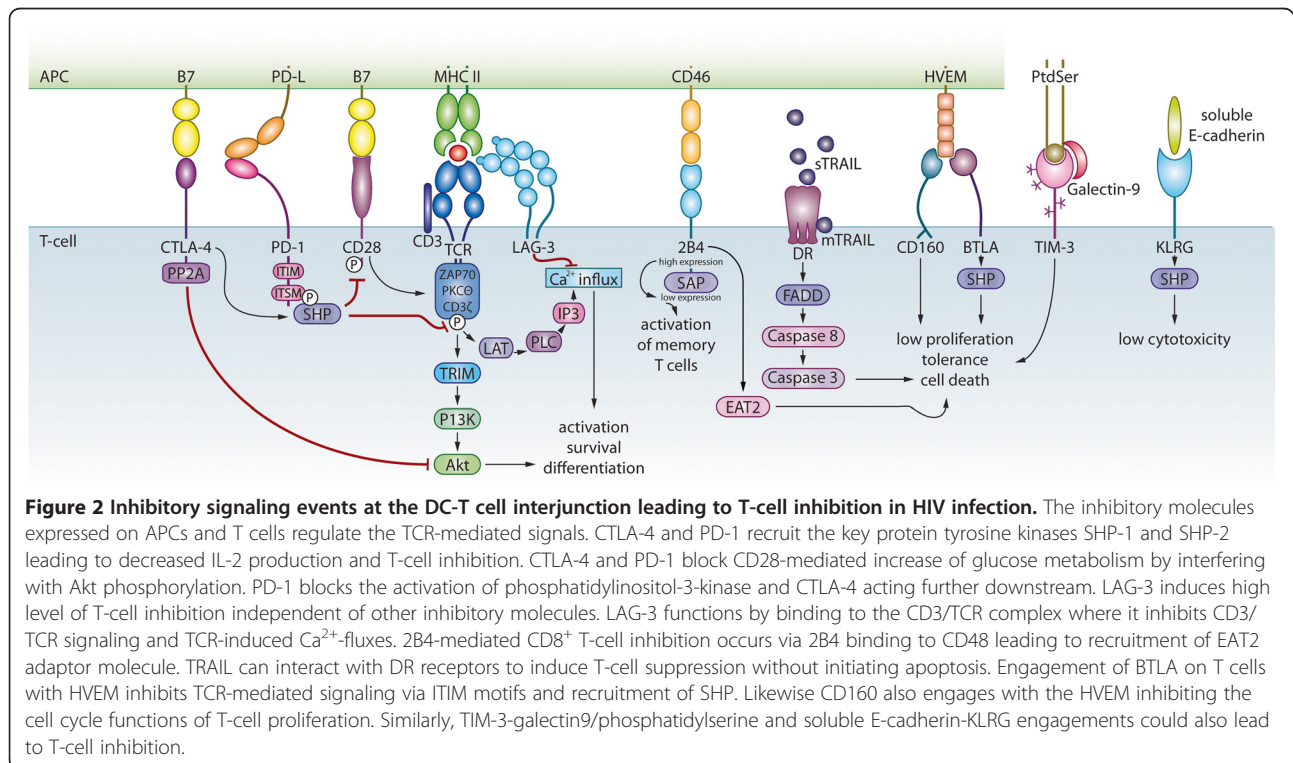 APC
B7
PD-L
B7
MHC II
CD46
HVEM
PtdSer
soluble
E-cadherin
sTRAIL
Galectin-9
mTRAIL
T-cell
CTLA-4
PD-1
CD28
CD3
TCR
LAG-3
2B4
DR
CD160
BTLA
TIM-3
KLRG
PP2A
ITIM
ITSM
P
SHP
P
ZAP70
PKCΘ
CD3ζ
P
Ca2+ influx
IP3
PLC
LAT
high expression
SAP
low expression
activation
of memory
T cells
FADD
Caspase 8
Caspase 3
SHP
SHP
low proliferation
tolerance
cell death
low cytotoxicity
TRIM
P13K
Akt
EAT2
activation
survival
differentiation
Figure 2 Inhibitory signaling events at the DC-T cell interjunction leading to T-cell inhibition in HIV infection. The inhibitory molecules
expressed on APCs and T cells regulate the TCR-mediated signals. CTLA-4 and PD-1 recruit the key protein tyrosine kinases SHP-1 and SHP-2
leading to decreased IL-2 production and T-cell inhibition. CTLA-4 and PD-1 block CD28-mediated increase of glucose metabolism by interfering
with Akt phosphorylation. PD-1 blocks the activation of phosphatidylinositol-3-kinase and CTLA-4 acting further downstream. LAG-3 induces high
level of T-cell inhibition independent of other inhibitory molecules. LAG-3 functions by binding to the CD3/TCR complex where it inhibits CD3/
TCR signaling and TCR-induced Ca2+-fluxes. 2B4-mediated CD8+ T-cell inhibition occurs via 2B4 binding to CD48 leading to recruitment of EAT2
adaptor molecule. TRAIL can interact with DR receptors to induce T-cell suppression without initiating apoptosis. Engagement of BTLA on T cells
with HVEM inhibits TCR-mediated signaling via ITIM motifs and recruitment of SHP. Likewise CD160 also engages with the HVEM inhibiting the
cell cycle functions of T-cell proliferation. Similarly, TIM-3-galectin9/phosphatidylserine and soluble E-cadherin-KLRG engagements could also lead
to T-cell inhibition.